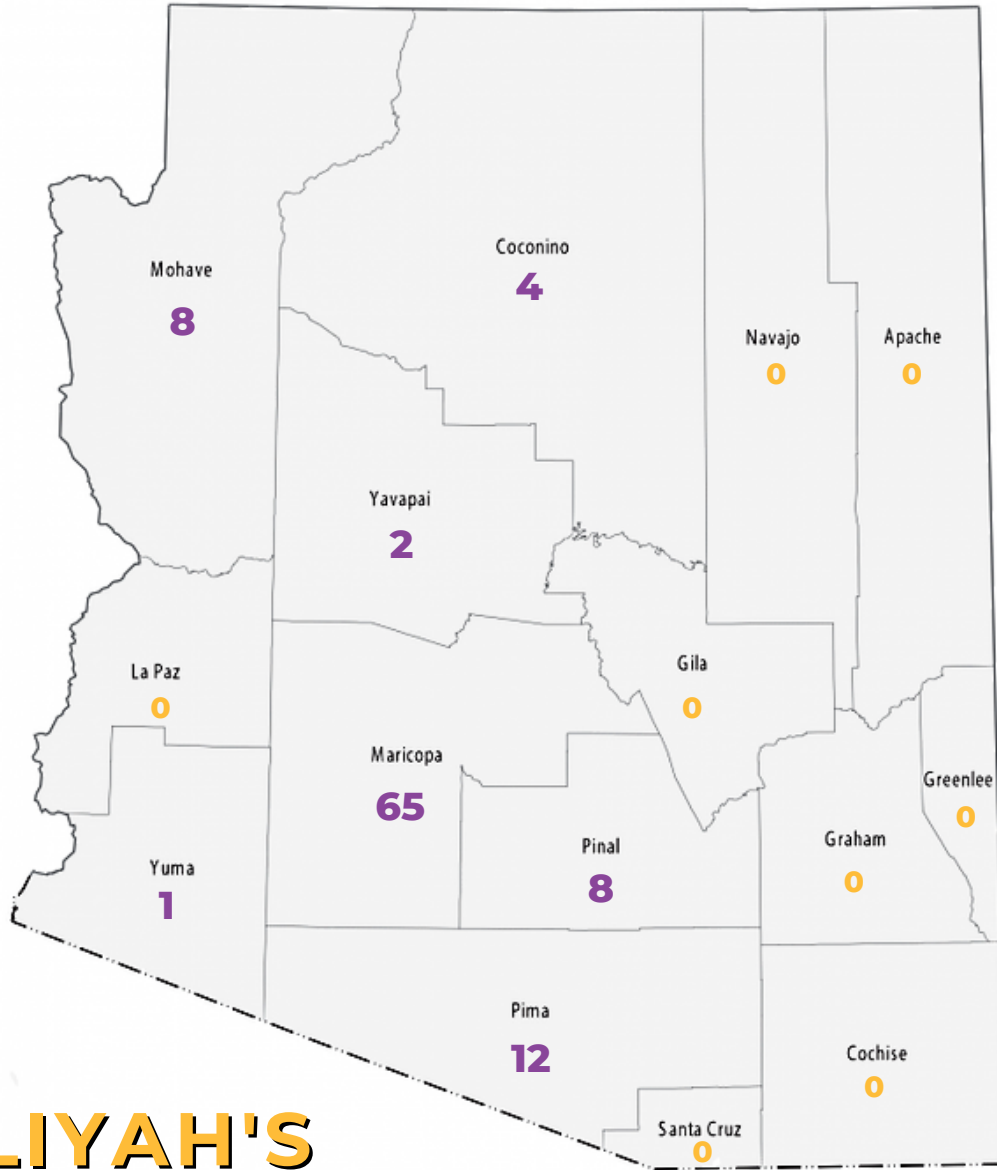 Coconino
4
Mohave
8
Navajo
0
Apache
0
Yavapai
2
La Paz
0
Gila
0
Maricopa
65
Greenlee
0
Pinal
8
Graham
0
Yuma
1
Pima
12
Cochise
0
Santa Cruz
0
LIYAH'S